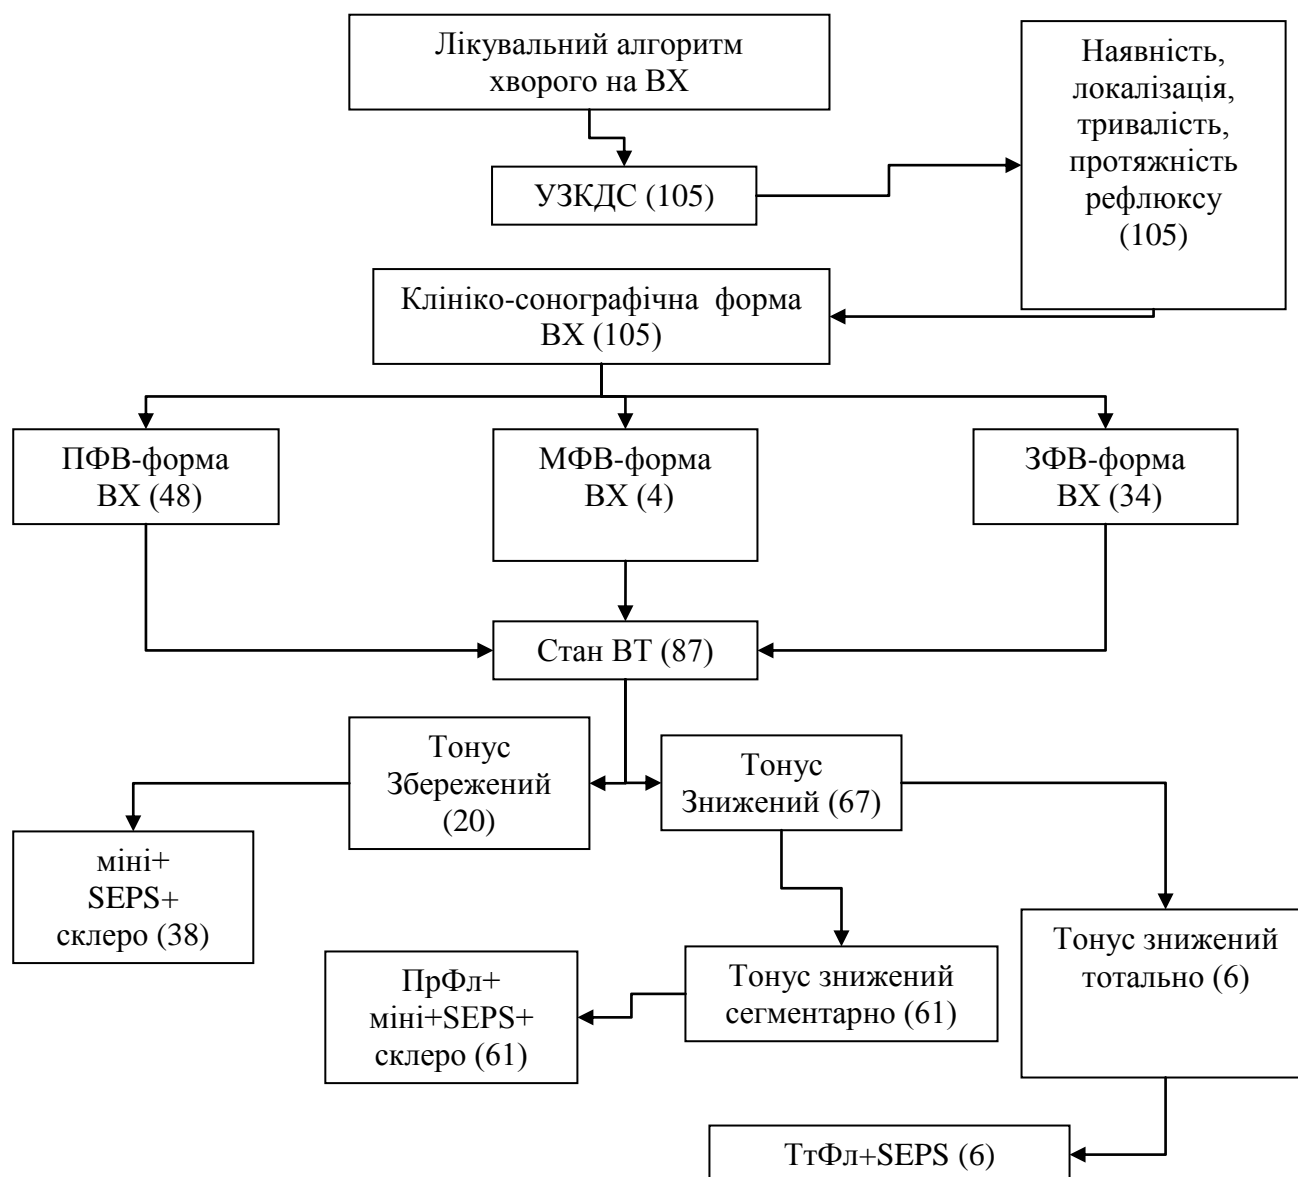 Лікувальний алгоритм
хворого на ВХ
Наявність,
локалізація,
тривалість,
протяжність
рефлюксу
(105)
УЗКДС (105)
Клініко-сонографічна форма
ВХ (105)
ПФВ-форма
ВХ (48)
МФВ-форма
ВХ (4)
ЗФВ-форма
ВХ (34)
Стан ВТ (87)
Тонус
Збережений
(20)
Тонус
Знижений (67)
міні+
SEPS+
склеро (38)
ПрФл+
міні+SEPS+
склеро (61)
Тонус знижений
сегментарно (61)
Тонус знижений
тотально (6)
ТтФл+SEPS (6)